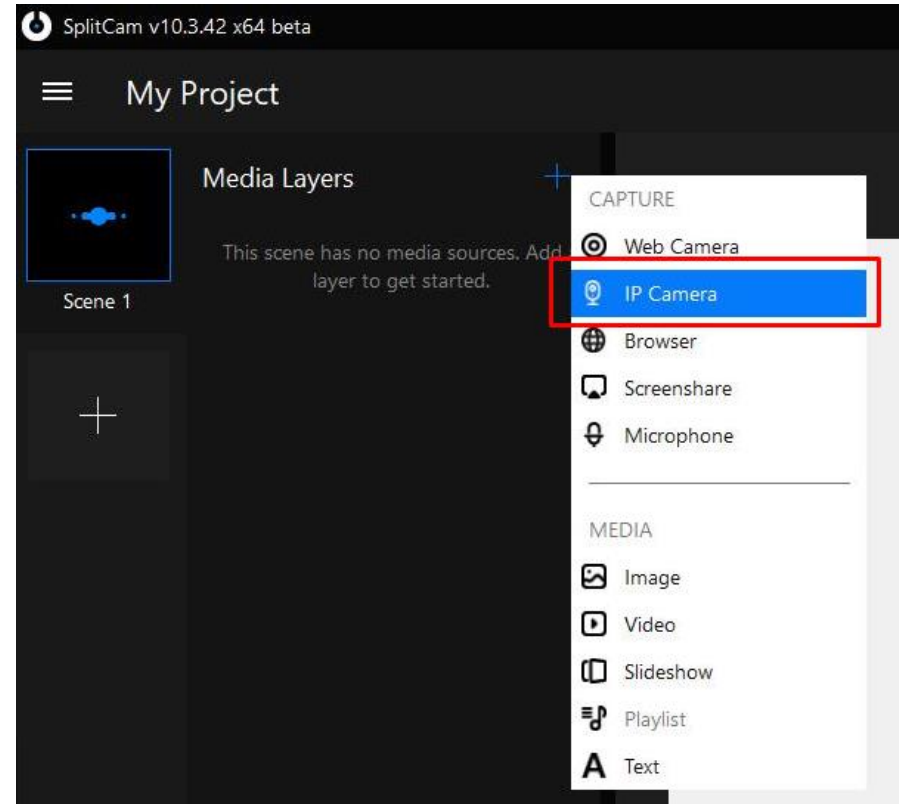 SplitCam v10.3.42 x64 beta
My Project
Scene 1
Media Layers
This scene has no media sources. Add
layer to get started.
CAPTURE
Web Camera
IP Camera
Browser
Screenshare
Microphone
MEDIA
Image
Video
Slideshow
Playlist
Text